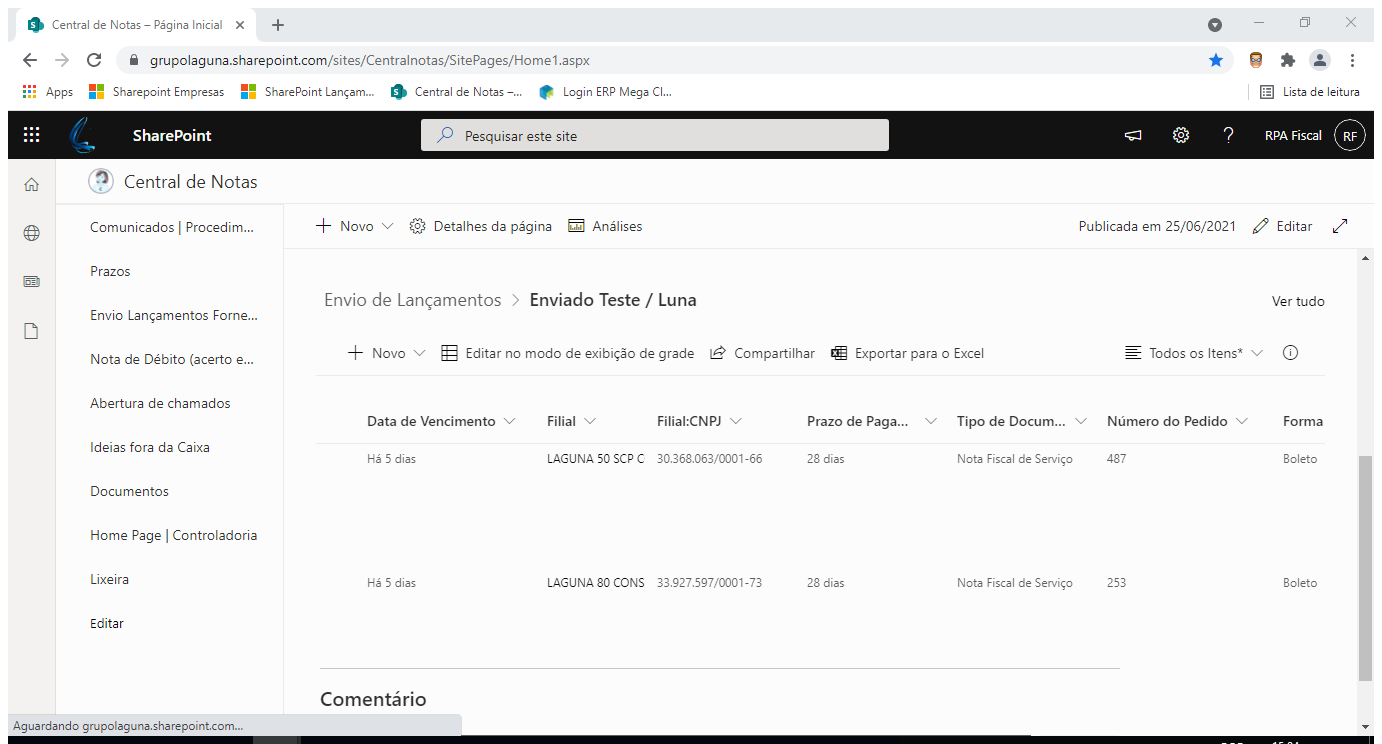 Central de Notas – Página Inicial
grupolaguna.sharepoint.com/sites/Centralnotas/SitePages/Home1.aspx
Apps Sharepoint Empresas SharePoint Lançam... Central de Notas –... Login ERP Mega Cl... Lista de leitura
SharePoint Pesquisar este site RPA Fiscal RF
Central de Notas
Comunicados | Procedim...
Prazos
Envio Lançamentos Forne...
Nota de Débito (acerto e...
Abertura de chamados
Ideias fora da Caixa
Documentos
Home Page | Controladoria
Lixeira
Editar
Novo Detalhes da página Análises Publicada em 25/06/2021 Editar
Envio de Lançamentos > Enviado Teste / Luna Ver tudo
Novo Editar no modo de exibição de grade Compartilhar Exportar para o Excel Todos os Itens*
Data de Vencimento Filial Filial:CNPJ Prazo de Paga... Tipo de Docum... Número do Pedido Forma
Há 5 dias LAGUNA 50 SCP C 30.368.063/0001-66 28 dias Nota Fiscal de Serviço 487 Boleto
Há 5 dias LAGUNA 80 CONS 33.927.597/0001-73 28 dias Nota Fiscal de Serviço 253 Boleto
Comentário
Aguardando grupolaguna.sharepoint.com...